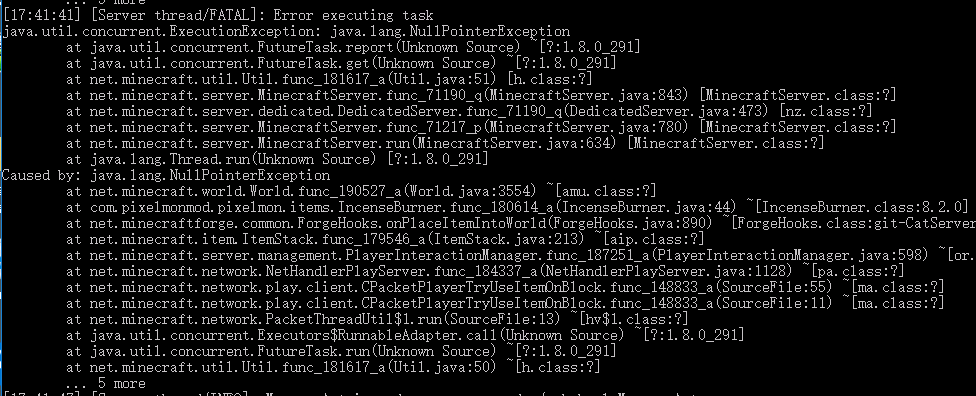 ... 5 more
[17:41:41] [Server thread/FATAL]: Error executing task
java.util.concurrent.ExecutionException: java.lang.NullPointerException
at java.util.concurrent.FutureTask.report(Unknown Source) ~[?:1.8.0_291]
at java.util.concurrent.FutureTask.get(Unknown Source) ~[?:1.8.0_291]
at net.minecraft.util.Util.func_181617_a(Util.java:51) [h.class:?]
at net.minecraft.server.MinecraftServer.func_71190_q(MinecraftServer.java:843) [MinecraftServer.class:?]
at net.minecraft.server.dedicated.DedicatedServer.func_71190_q(DedicatedServer.java:473) [nz.class:?]
at net.minecraft.server.MinecraftServer.func_71217_p(MinecraftServer.java:780) [MinecraftServer.class:?]
at net.minecraft.server.MinecraftServer.run(MinecraftServer.java:634) [MinecraftServer.class:?]
at java.lang.Thread.run(Unknown Source) [?:1.8.0_291]
Caused by: java.lang.NullPointerException
at net.minecraft.world.World.func_190527_a(World.java:3554) ~[amu.class:?]
at com.pixelmonmod.pixelmon.items.IncenseBurner.func_180614_a(IncenseBurner.java:44) ~[IncenseBurner.class:8.2.0]
at net.minecraftforge.common.ForgeHooks.onPlaceItemIntoWorld(ForgeHooks.java:890) ~[ForgeHooks.class:git-CatServer
at net.minecraft.item.ItemStack.func_179546_a(ItemStack.java:213) ~[aip.class:?]
at net.minecraft.server.management.PlayerInteractionManager.func_187251_a(PlayerInteractionManager.java:598) ~[or.
at net.minecraft.network.NetHandlerPlayServer.func_184337_a(NetHandlerPlayServer.java:1128) ~[pa.class:?]
at net.minecraft.network.play.client.CPacketPlayerTryUseItemOnBlock.func_148833_a(SourceFile:55) ~[ma.class:?]
at net.minecraft.network.play.client.CPacketPlayerTryUseItemOnBlock.func_148833_a(SourceFile:11) ~[ma.class:?]
at net.minecraft.network.PacketThreadUtil$1.run(SourceFile:13) ~[hv$1.class:?]
at java.util.concurrent.Executors$RunnableAdapter.call(Unknown Source) ~[?:1.8.0_291]
at java.util.concurrent.FutureTask.run(Unknown Source) ~[?:1.8.0_291]
at net.minecraft.util.Util.func_181617_a(Util.java:50) ~[h.class:?]
... 5 more